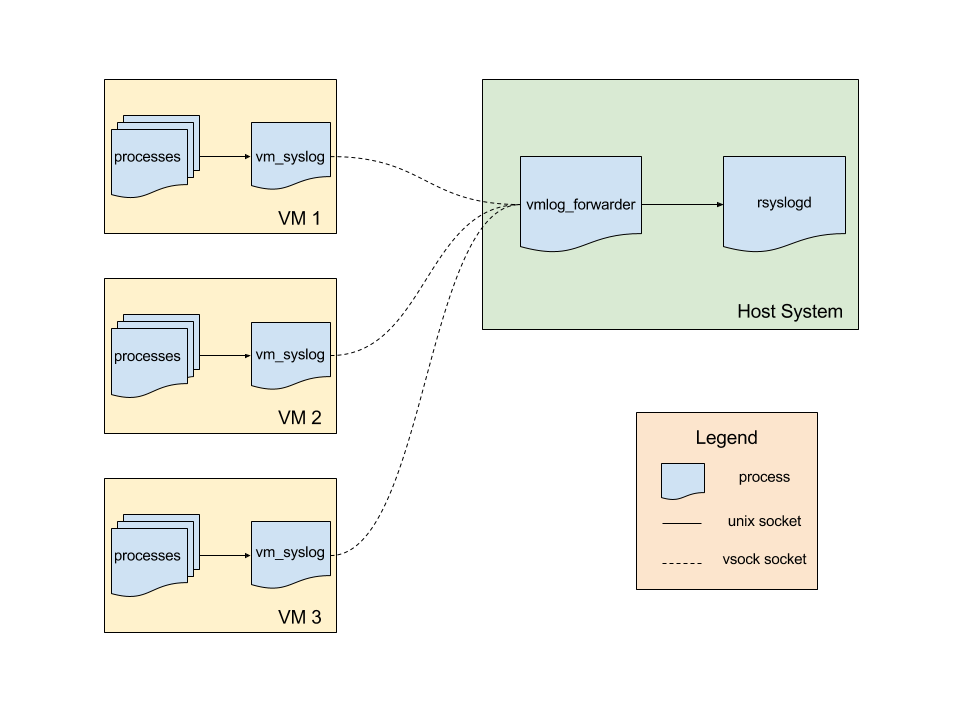 processes
vm_syslog
VM 1
processes
vm_syslog
VM 2
processes
vm_syslog
VM 3
vmlog_forwarder
rsyslogd
Host System
Legend
process
unix socket
vsock socket